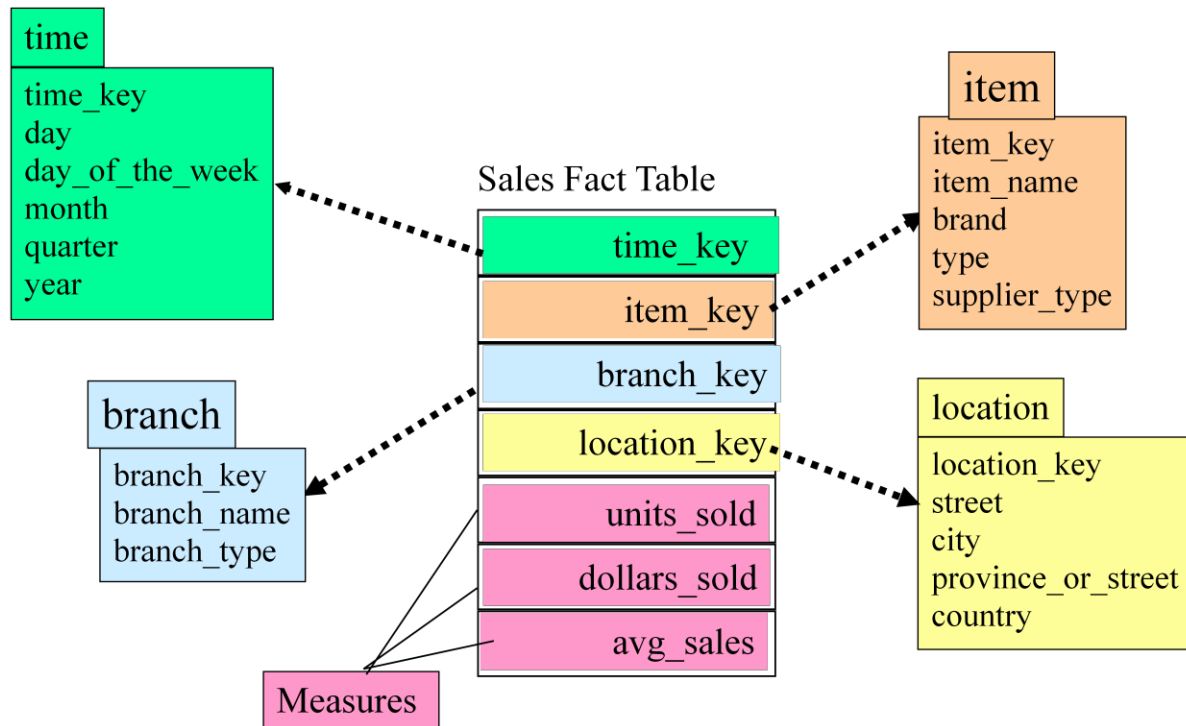 time
time_key
day
day_of_the_week
month
quarter
year
item
item_key
item_name
brand
type
supplier_type
Sales Fact Table
time_key
item_key
branch_key
location_key
units_sold
dollars_sold
avg_sales
branch
branch_key
branch_name
branch_type
location
location_key
street
city
province_or_street
country
Measures